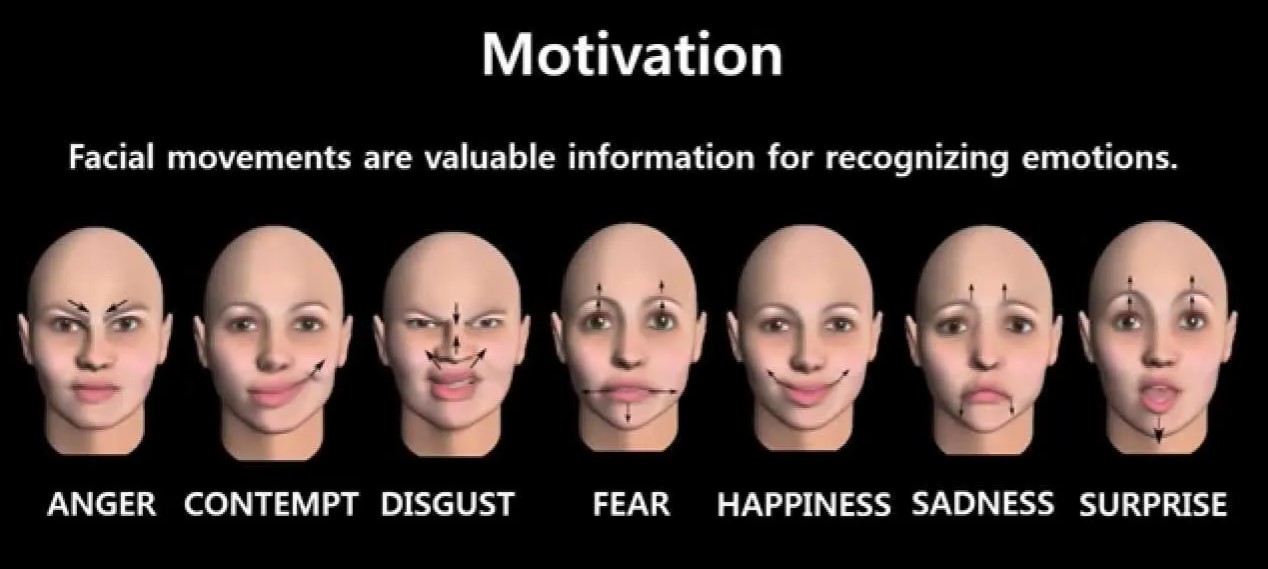 Motivation
Facial movements are valuable information for recognizing emotions.
ANGER CONTEMPT DISGUST FEAR HAPPINESS SADNESS SURPRISE